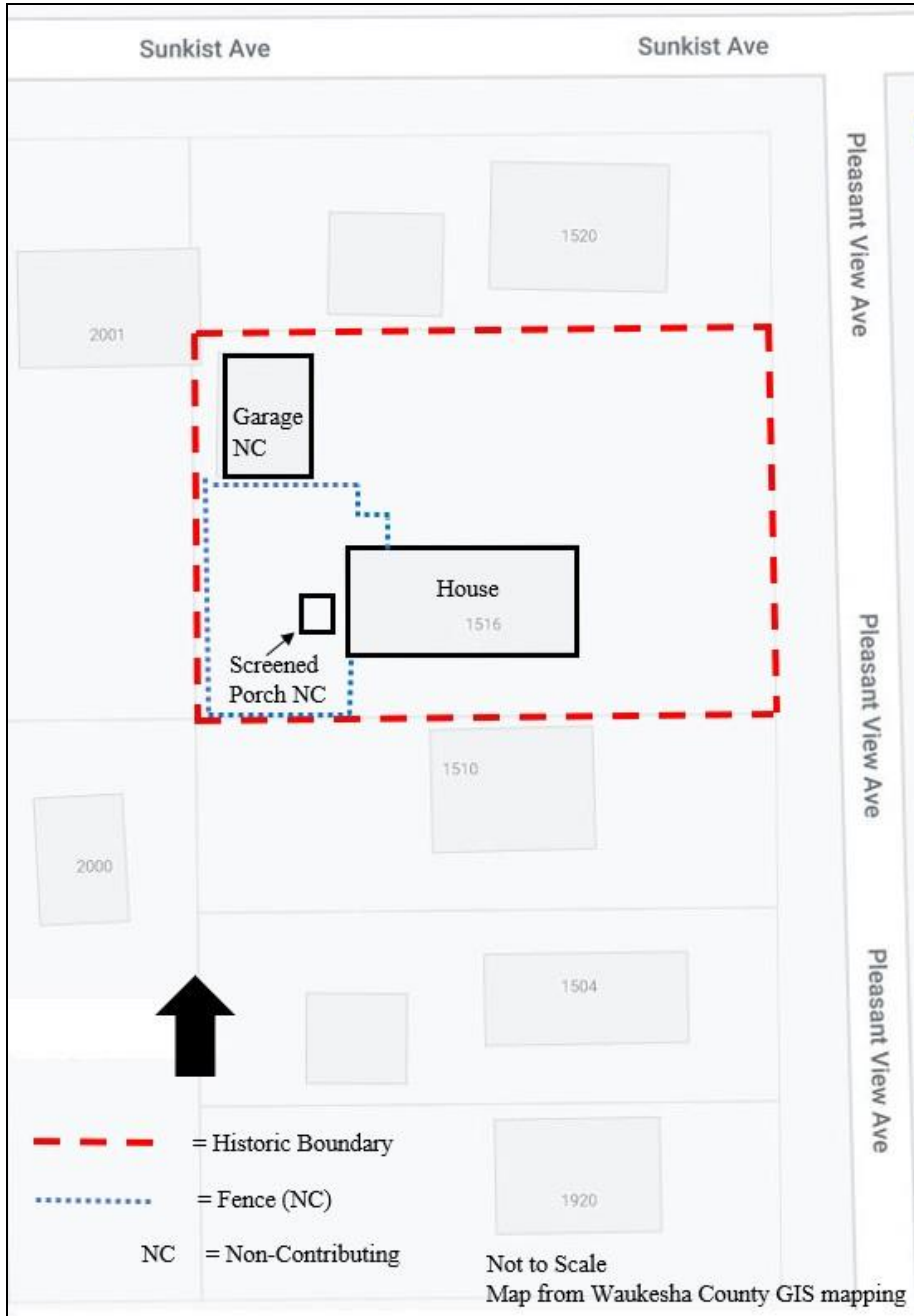 Sunkist Ave
Sunkist Ave
Pleasant View Ave
1520
2001
Garage
NC
House
1516
Screened
Porch NC
Pleasant View Ave
1510
2000
1504
Pleasant View Ave
= Historic Boundary
= Fence (NC)
1920
NC = Non-Contributing
Not to Scale
Map from Waukesha County GIS mapping